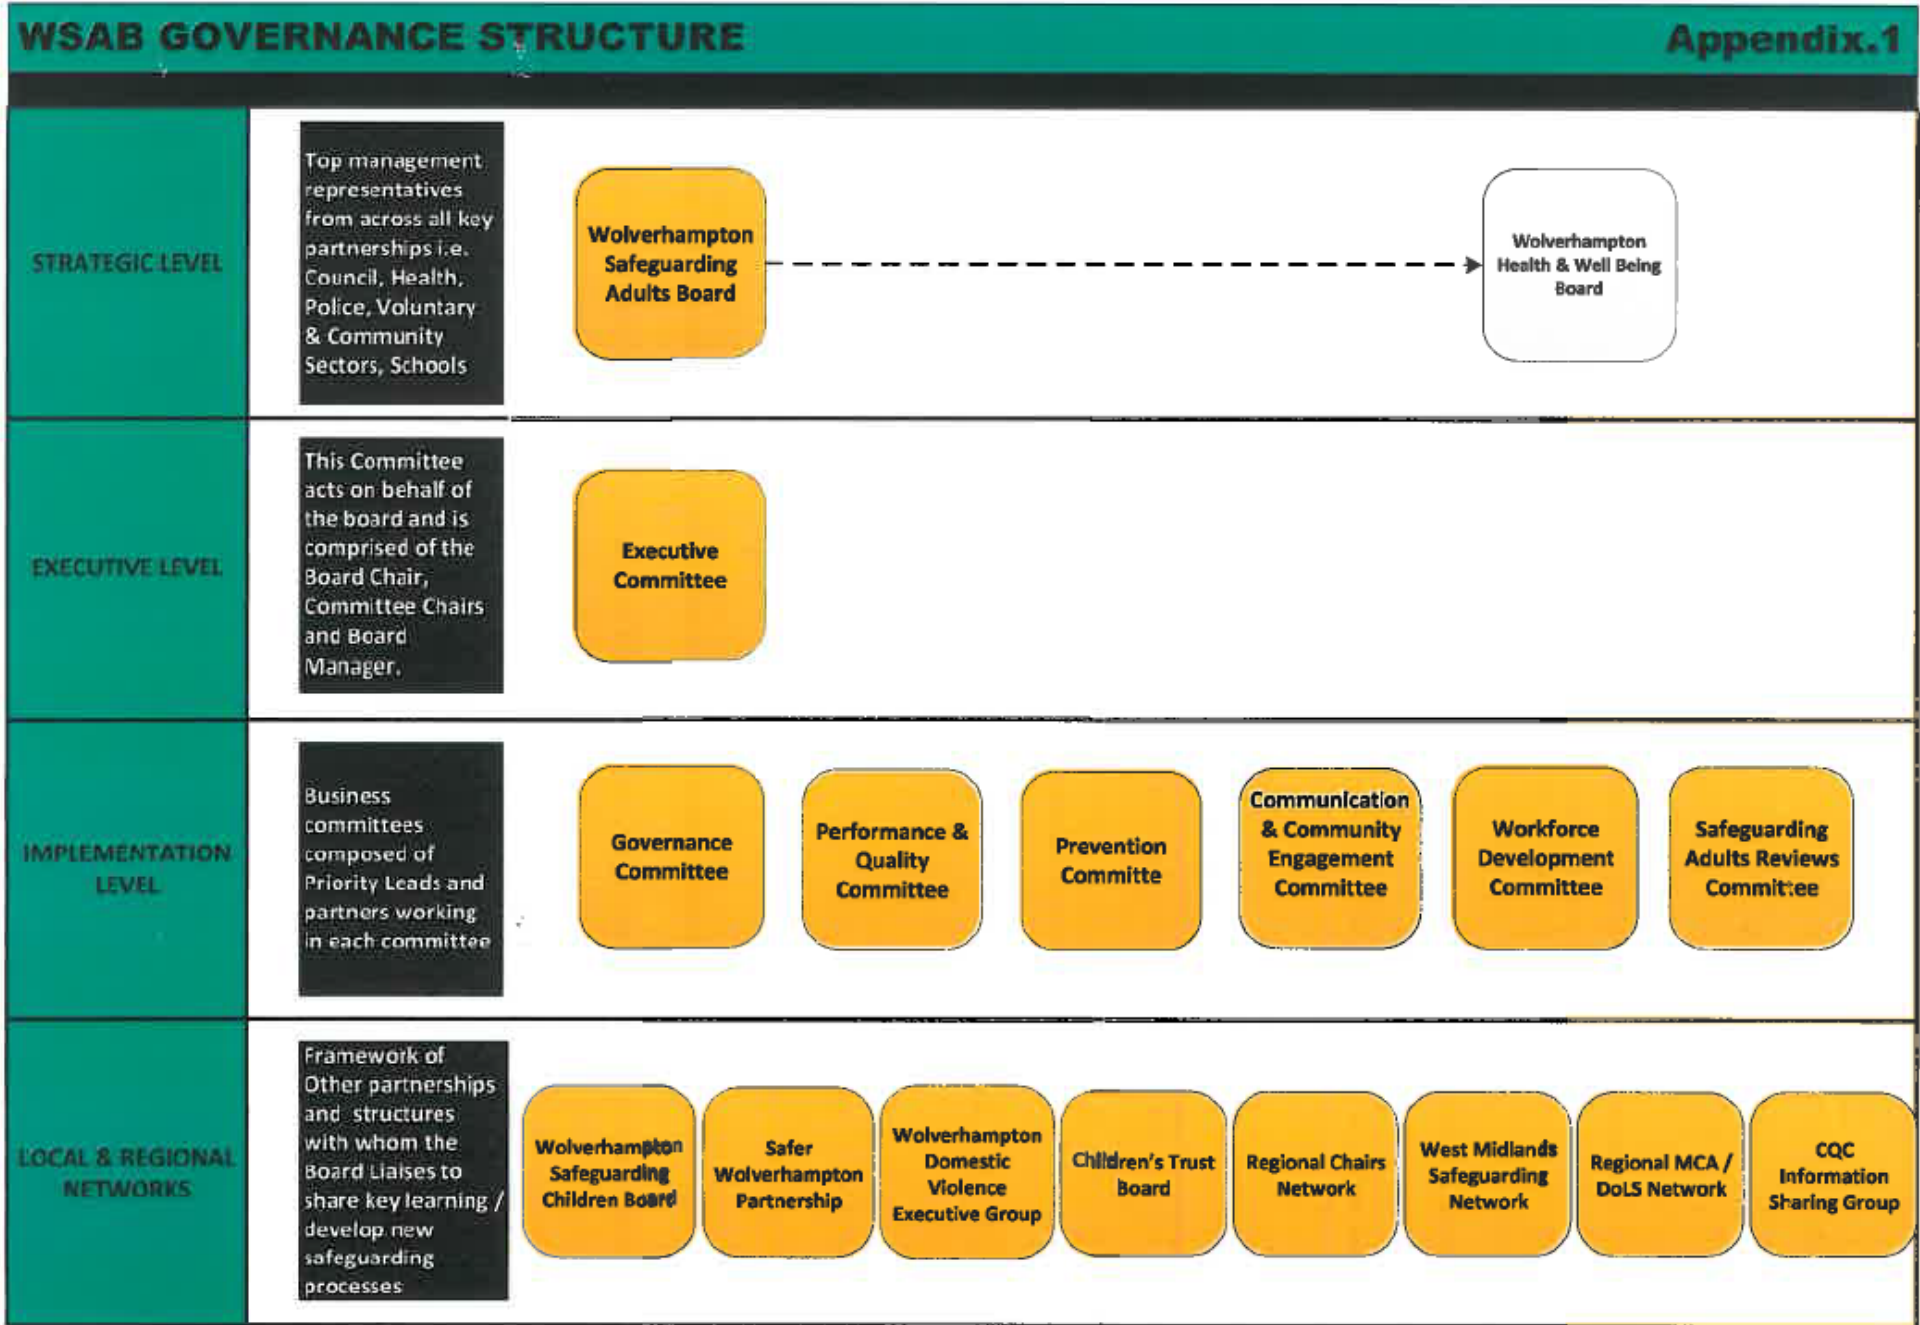 WSAB GOVERNANCE STRUCTURE
Appendix.1
STRATEGIC LEVEL
Top management
representatives
from across all key
partnerships i.e.
Council, Health,
Police, Voluntary
& Community
Sectors, Schools
Wolverhampton
Safeguarding
Adults Board
Wolverhampton
Health & Well Being
Board
EXECUTIVE LEVEL
This Committee
acts on behalf of
the board and is
comprised of the
Board Chair,
Committee Chairs
and Board
Manager.
Executive
Committee
IMPLEMENTATION
LEVEL
Business
committees
composed of
Priority Leads and
partners working
in each committee
Governance
Committee
Performance &
Quality
Committee
Prevention
Committe
Communication
& Community
Engagement
Committee
Workforce
Development
Committee
Safeguarding
Adults Reviews
Committee
LOCAL & REGIONAL
NETWORKS
Framework of
Other partnerships
and structures
with whom the
Board Liaises to
share key learning /
develop new
safeguarding
processes
Wolverhampton
Safeguarding
Children Board
Safer
Wolverhampton
Partnership
Wolverhampton
Domestic
Violence
Executive Group
Children's Trust
Board
Regional Chairs
Network
West Midlands
Safeguarding
Network
Regional MCA /
DoLS Network
CQC
Information
Sharing Group